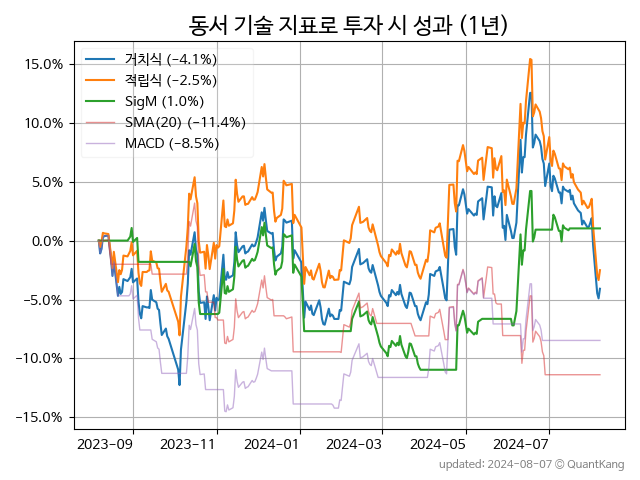 동서 기술 지표로 투자 시 성과 (1년)
거치식 (−4.1%)
적립식 (−2.5%)
SigM (1.0%)
SMA(20) (−11.4%)
MACD (−8.5%)
15.0%
10.0%
5.0%
0.0%
−5.0%
−10.0%
−15.0%
2023-09 2023-11 2024-01 2024-03 2024-05 2024-07
updated: 2024-08-07 © QuantKang